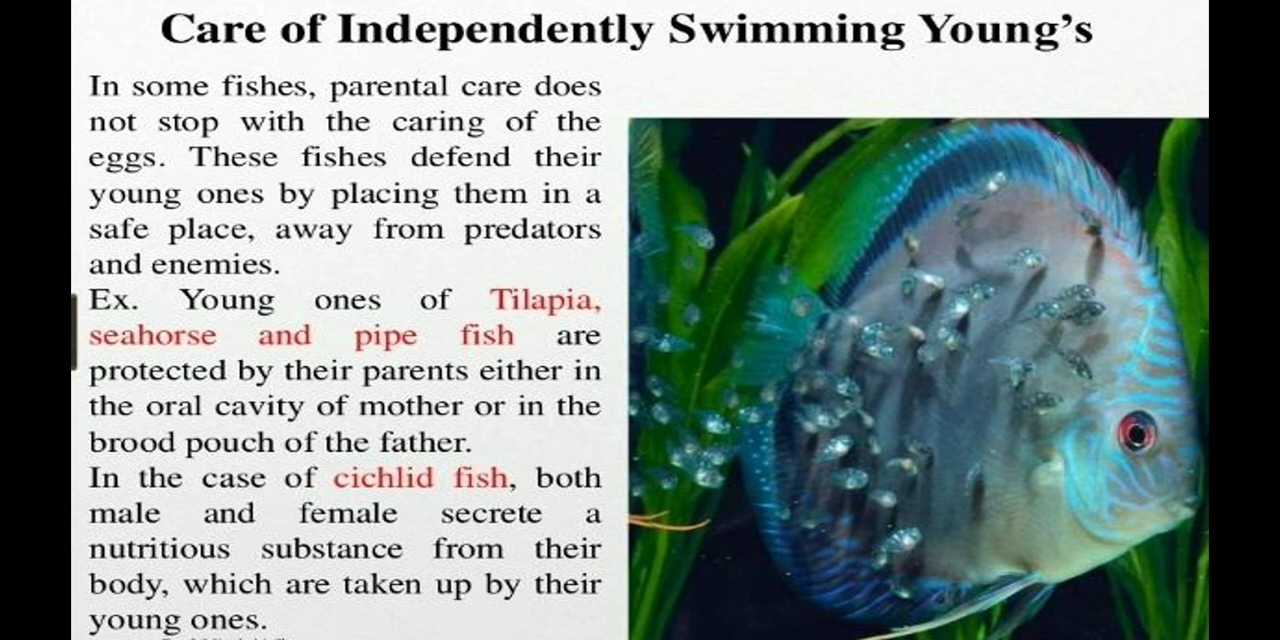 Care of Independently Swimming Young's
In some fishes, parental care does
not stop with the caring of the
eggs. These fishes defend their
young ones by placing them in a
safe place, away from predators
and enemies.
Ex. Young ones of Tilapia,
seahorse and pipe fish are
protected by their parents either in
the oral cavity of mother or in the
brood pouch of the father.
In the case of cichlid fish, both
male and female secrete a
nutritious substance from their
body, which are taken up by their
young ones.